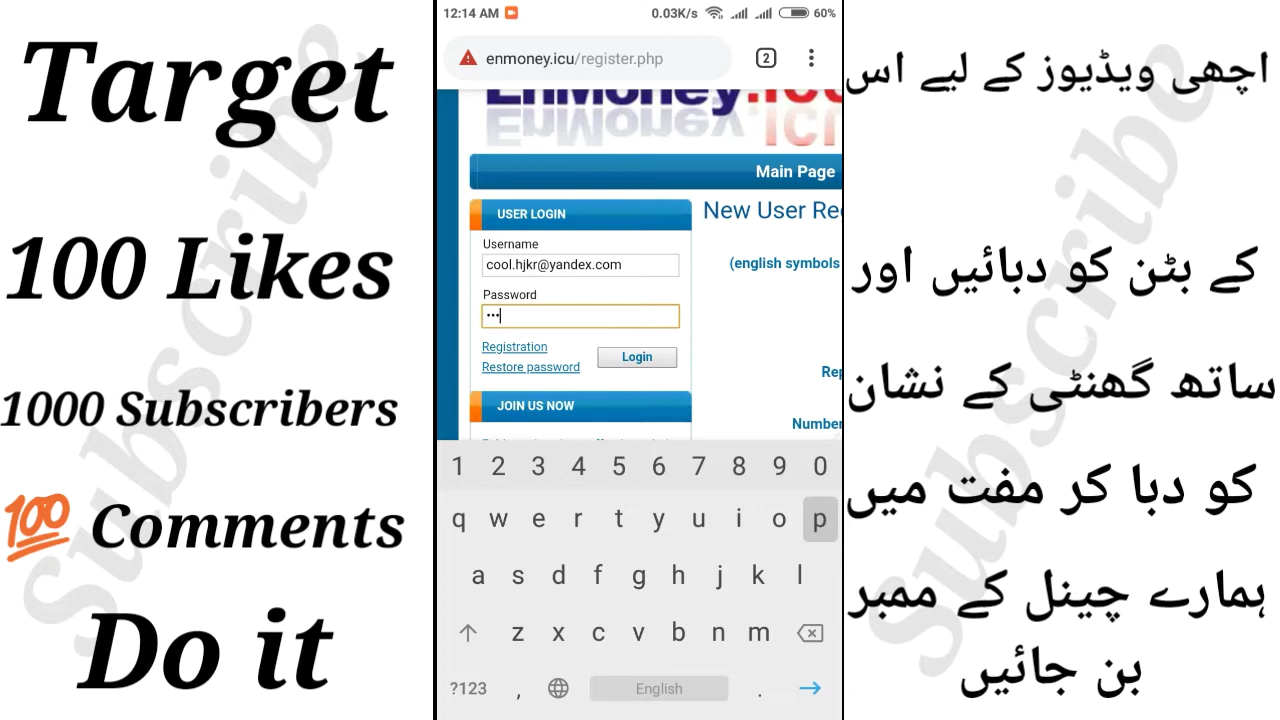 Target
100 Likes
1000 Subscribers
💯 Comments
Do it
Subscribe
12:14 AM
0.03K/s
60%
enmoney.icu/register.php
2
EnMoney.icu
Main Page
USER LOGIN
Username
cool.hjkr@yandex.com
Password
•••
Registration
Login
Restore password
JOIN US NOW
New User Re
(english symbols
Rep
Number
1 2 3 4 5 6 7 8 9 0
q w e r t y u i o p
a s d f g h j k l
z x c v b n m
?123 , English .
اچھی ویڈیوز کے لیے اس
کے بٹن کو دبائیں اور
ساتھ گھنٹی کے نشان
کو دبا کر مفت میں
ہمارے چینل کے ممبر
بن جائیں
Subscribe